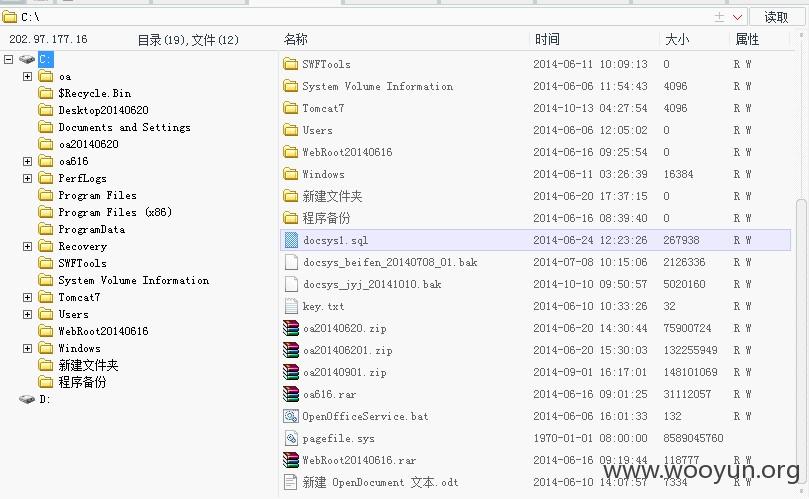 C:\ 读取
202.97.177.16 目录(19),文件(12) 名称 时间 大小 属性
C:
oa
$Recycle.Bin
Desktop20140620
Documents and Settings
oa20140620
oa616
PerfLogs
Program Files
Program Files (x86)
ProgramData
Recovery
SWFTools
System Volume Information
Tomcat7
Users
WebRoot20140616
Windows
新建文件夹
程序备份
D:
SWFTools 2014-06-11 10:09:13 0 R W
System Volume Information 2014-06-06 11:54:43 4096 R W
Tomcat7 2014-10-13 04:27:54 4096 R W
Users 2014-06-06 12:05:02 0 R W
WebRoot20140616 2014-06-16 09:25:54 0 R W
Windows 2014-06-11 03:26:39 16384 R W
新建文件夹 2014-06-20 17:37:15 0 R W
程序备份 2014-06-16 08:39:40 0 R W
docsys1.sql 2014-06-24 12:23:26 267938 R W
docsys_beifen_20140708_01.bak 2014-07-08 10:15:06 2126336 R W
docsys_jyj_20141010.bak 2014-10-10 09:50:57 5020160 R W
key.txt 2014-06-10 10:33:26 32 R W
oa20140620.zip 2014-06-20 14:30:44 75900724 R W
oa201406201.zip 2014-06-20 15:30:03 132255949 R W
oa20140901.zip 2014-09-01 16:17:01 148101069 R W
oa616.rar 2014-06-16 09:01:25 31112057 R W
OpenOfficeService.bat 2014-06-06 16:01:33 132 R W
pagefile.sys 1970-01-01 08:00:00 8589045760
WebRoot20140616.rar 2014-06-16 09:19:44 118777 R W
新建 OpenDocument 文本.odt 2014-06-10 14:07:57 7334 R W
www.wooyun.org